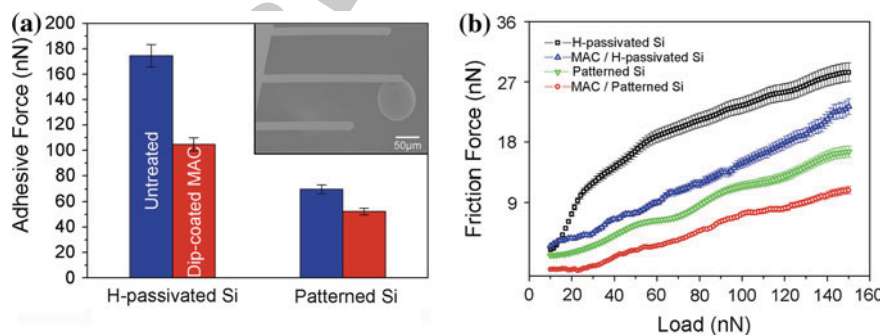 (a)
Adhesive Force (nN)
200
180
160
140
120
100
80
60
40
20
0
Untreated
Dip-coated MAC
50μm
H-passivated Si
Patterned Si
(b)
Friction Force (nN)
36
27
18
9
H-passivated Si
MAC / H-passivated Si
Patterned Si
MAC / Patterned Si
0 20 40 60 80 100 120 140 160
Load (nN)